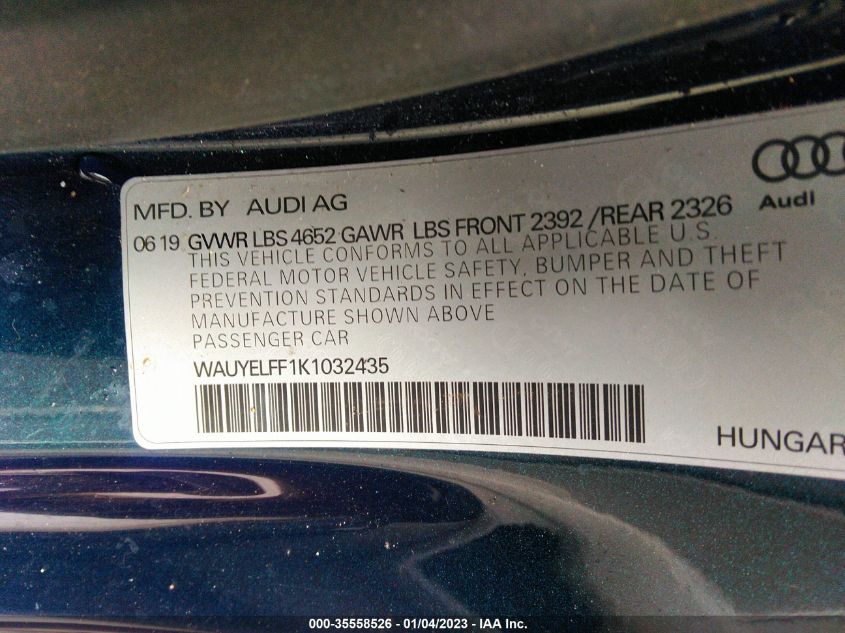 Audi
MFD. BY AUDI AG
06 19 GVWR LBS 4652 GAWR LBS FRONT 2392 /REAR 2326
THIS VEHICLE CONFORMS TO ALL APPLICABLE U.S.
FEDERAL MOTOR VEHICLE SAFETY, BUMPER AND THEFT
PREVENTION STANDARDS IN EFFECT ON THE DATE OF
MANUFACTURE SHOWN ABOVE
PASSENGER CAR
WAUYELFF1K1032435
HUNGAR
000-35558526 - 01/04/2023 - IAA Inc.